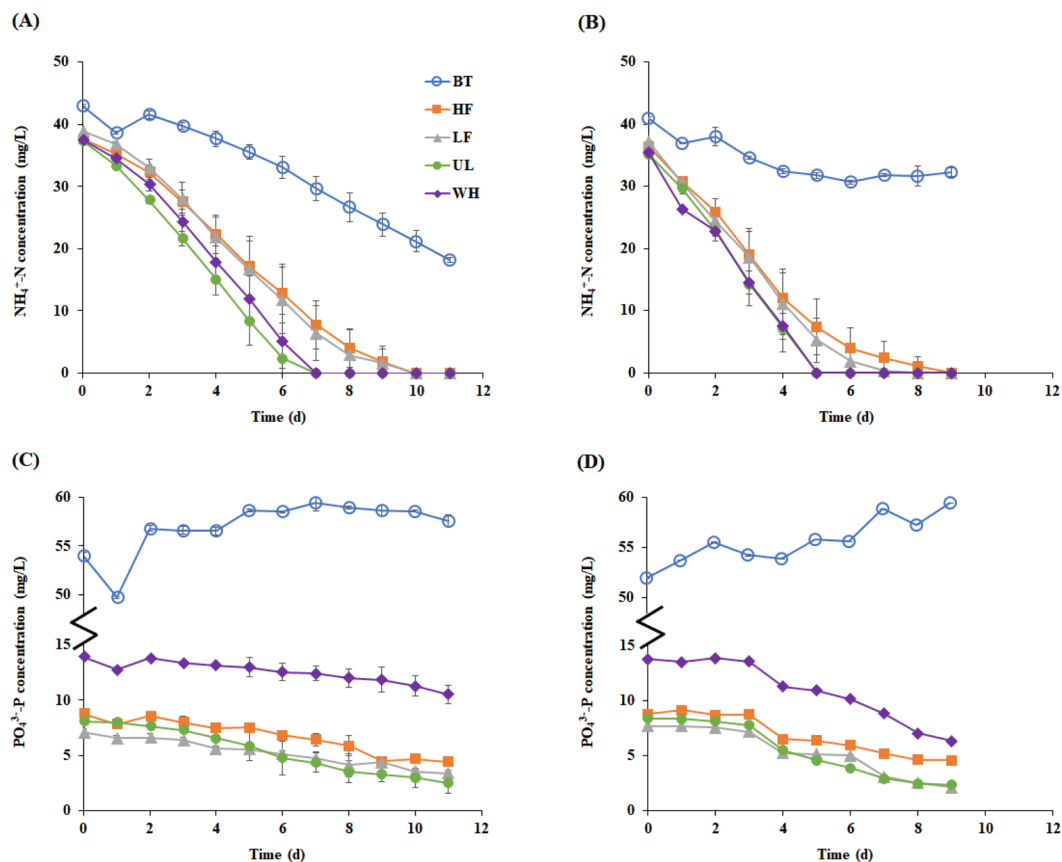 (A)
NH₄⁺-N concentration (mg/L)
50
40
30
20
10
0
0 2 4 6 8 10 12
Time (d)
BT
HF
LF
UL
WH
(B)
NH₄⁺-N concentration (mg/L)
50
40
30
20
10
0
0 2 4 6 8 10 12
Time (d)
(C)
PO₄³⁻-P concentration (mg/L)
60
55
50
15
10
5
0
0 2 4 6 8 10 12
Time (d)
(D)
PO₄³⁻-P concentration (mg/L)
60
55
50
15
10
5
0
0 2 4 6 8 10 12
Time (d)